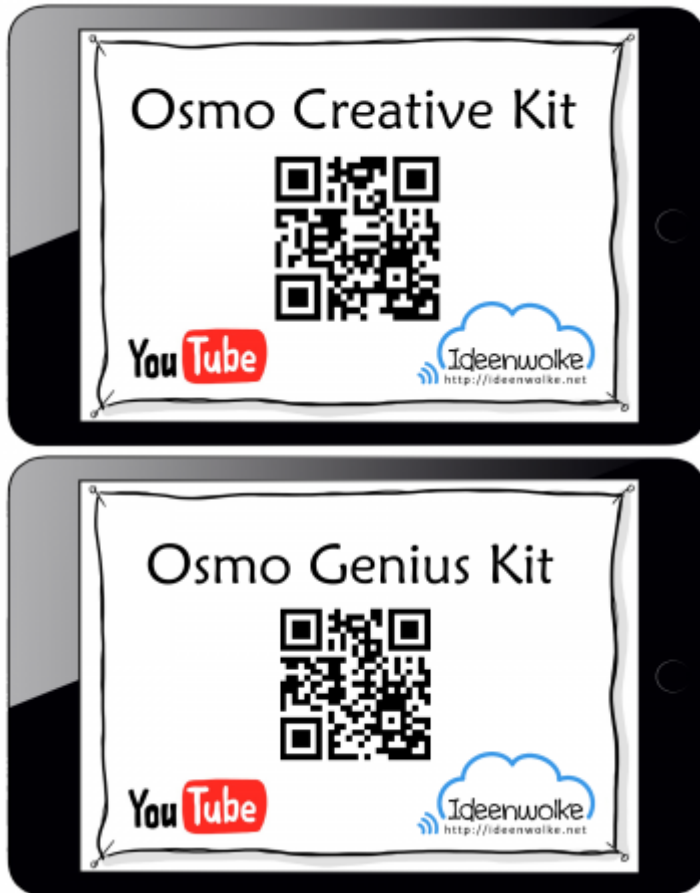 Osmo Creative Kit
YouTube
Ideenwolke
http://ideenwolke.net
Osmo Genius Kit
YouTube
Ideenwolke
http://ideenwolke.net